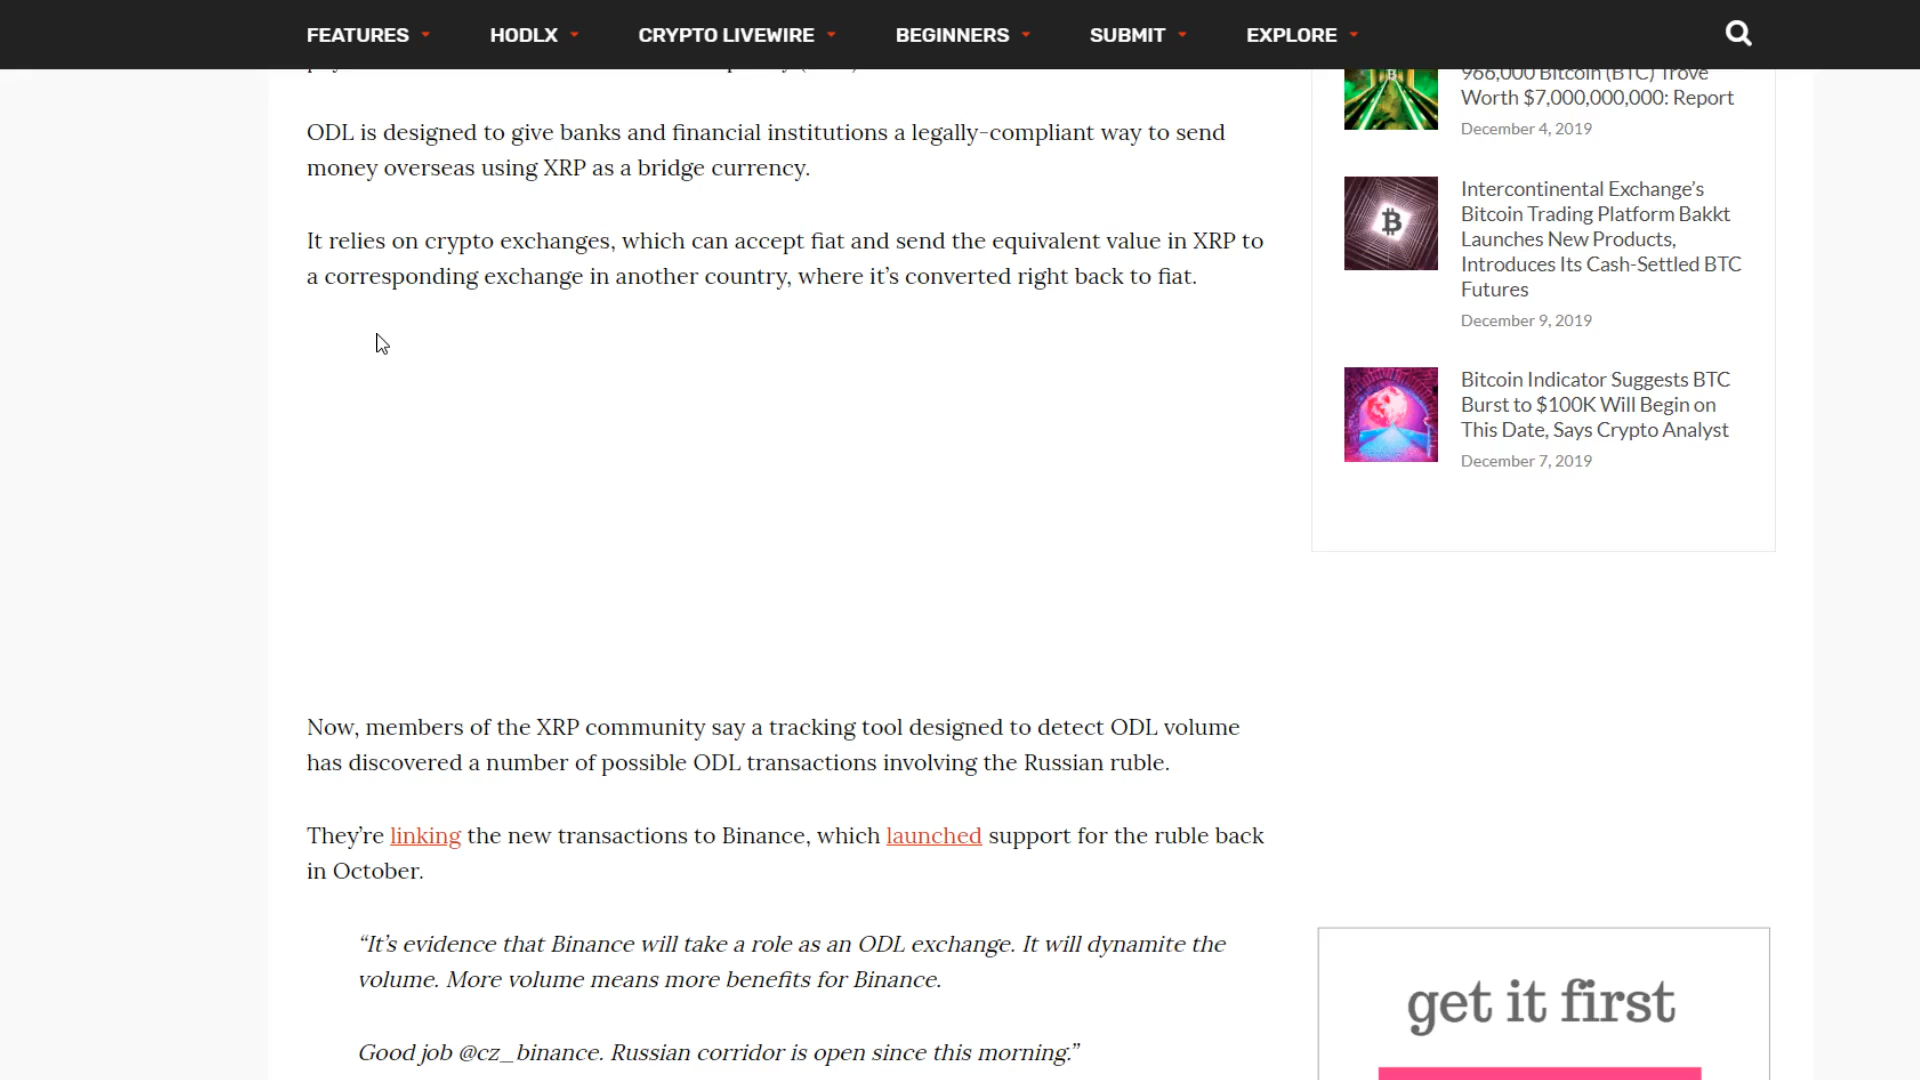 FEATURES
HODLX
CRYPTO LIVEWIRE
BEGINNERS
SUBMIT
EXPLORE
ODL is designed to give banks and financial institutions a legally-compliant way to send
money overseas using XRP as a bridge currency.
It relies on crypto exchanges, which can accept fiat and send the equivalent value in XRP to
a corresponding exchange in another country, where it’s converted right back to fiat.
Now, members of the XRP community say a tracking tool designed to detect ODL volume
has discovered a number of possible ODL transactions involving the Russian ruble.
They’re linking the new transactions to Binance, which launched support for the ruble back
in October.
“It’s evidence that Binance will take a role as an ODL exchange. It will dynamite the
volume. More volume means more benefits for Binance.
Good job @cz_binance. Russian corridor is open since this morning.”
966,000 Bitcoin (BTC) Trove
Worth $7,000,000,000: Report
December 4, 2019
Intercontinental Exchange’s
Bitcoin Trading Platform Bakkt
Launches New Products,
Introduces Its Cash-Settled BTC
Futures
December 9, 2019
Bitcoin Indicator Suggests BTC
Burst to $100K Will Begin on
This Date, Says Crypto Analyst
December 7, 2019
get it first